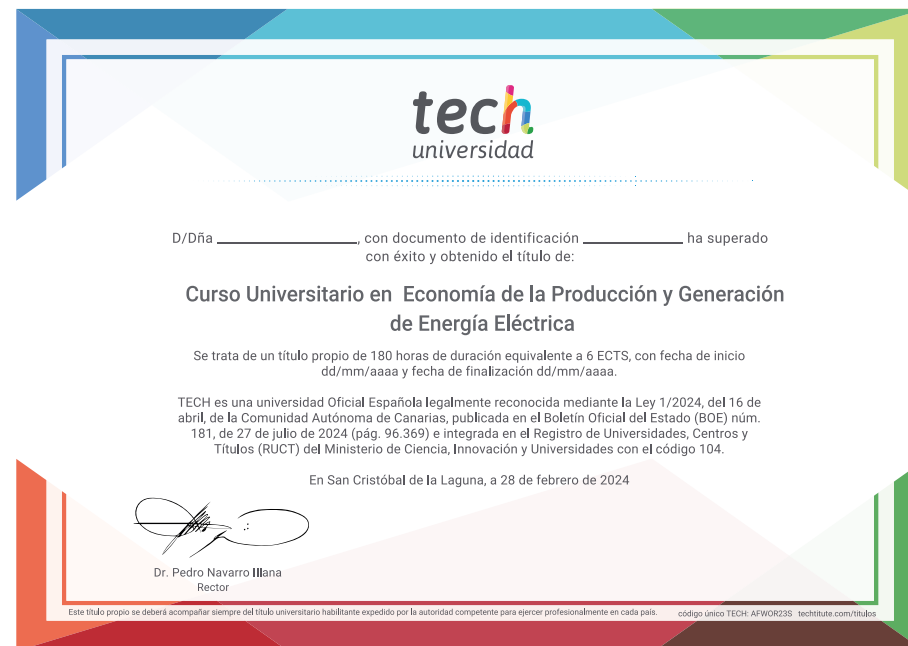 tech
universidad
D/Dña ____________________, con documento de identificación ______________ ha superado
con éxito y obtenido el título de:
Curso Universitario en Economía de la Producción y Generación
de Energía Eléctrica
Se trata de un título propio de 180 horas de duración equivalente a 6 ECTS, con fecha de inicio
dd/mm/aaaa y fecha de finalización dd/mm/aaaa.
TECH es una universidad Oficial Española legalmente reconocida mediante la Ley 1/2024, del 16 de
abril, de la Comunidad Autónoma de Canarias, publicada en el Boletín Oficial del Estado (BOE) núm.
181, de 27 de julio de 2024 (pág. 96.369) e integrada en el Registro de Universidades, Centros y
Títulos (RUCT) del Ministerio de Ciencia, Innovación y Universidades con el código 104.
En San Cristóbal de la Laguna, a 28 de febrero de 2024
Dr. Pedro Navarro Illana
Rector
Este título propio se deberá acompañar siempre del título universitario habilitante expedido por la autoridad competente para ejercer profesionalmente en cada país.
código único TECH: AFWOR23S techtitute.com/titulos